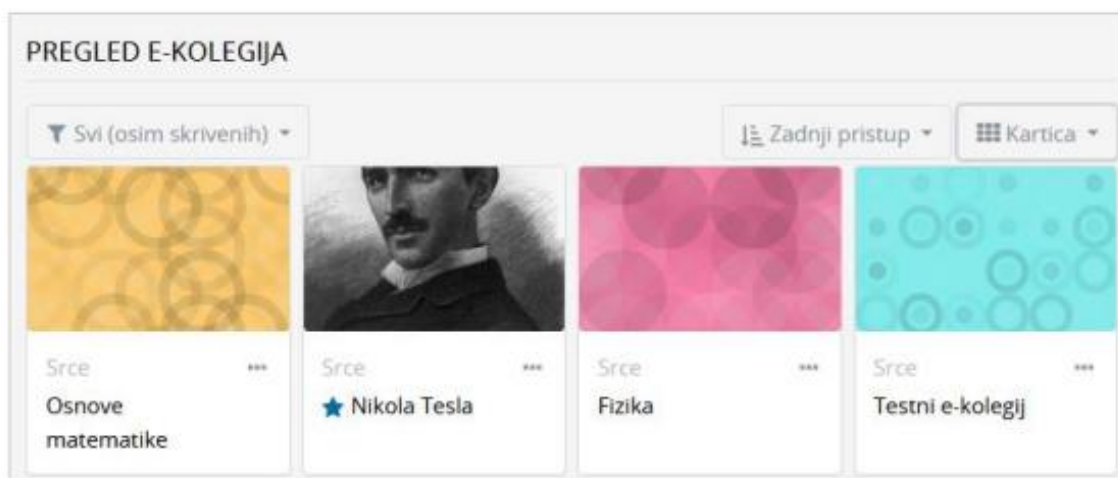 PREGLED E-KOLEGIJA
Svi (osim skrivenih)
Zadnji pristup
Kartica
Srce
Osnove
matematike
Srce
Nikola Tesla
Srce
Fizika
Srce
Testni e-kolegij